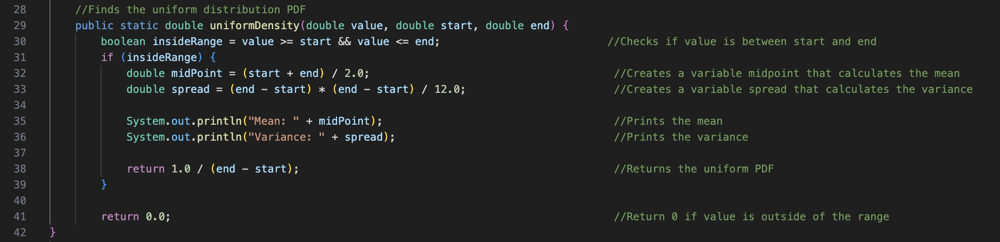 28 //Finds the uniform distribution PDF
29 public static double uniformDensity(double value, double start, double end) {
30 boolean insideRange = value >= start && value <= end; //Checks if value is between start and end
31 if (insideRange) {
32 double midPoint = (start + end) / 2.0; //Creates a variable midpoint that calculates the mean
33 double spread = (end - start) * (end - start) / 12.0; //Creates a variable spread that calculates the variance
34
35 System.out.println("Mean: " + midPoint); //Prints the mean
36 System.out.println("Variance: " + spread); //Prints the variance
37
38 return 1.0 / (end - start); //Returns the uniform PDF
39 }
40
41 return 0.0; //Return 0 if value is outside of the range
42 }